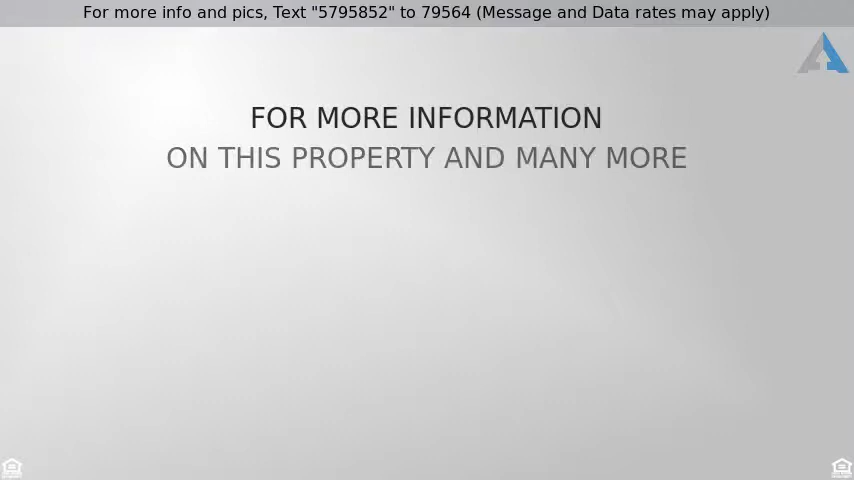 For more info and pics, Text "5795852" to 79564 (Message and Data rates may apply)
FOR MORE INFORMATION
ON THIS PROPERTY AND MANY MORE